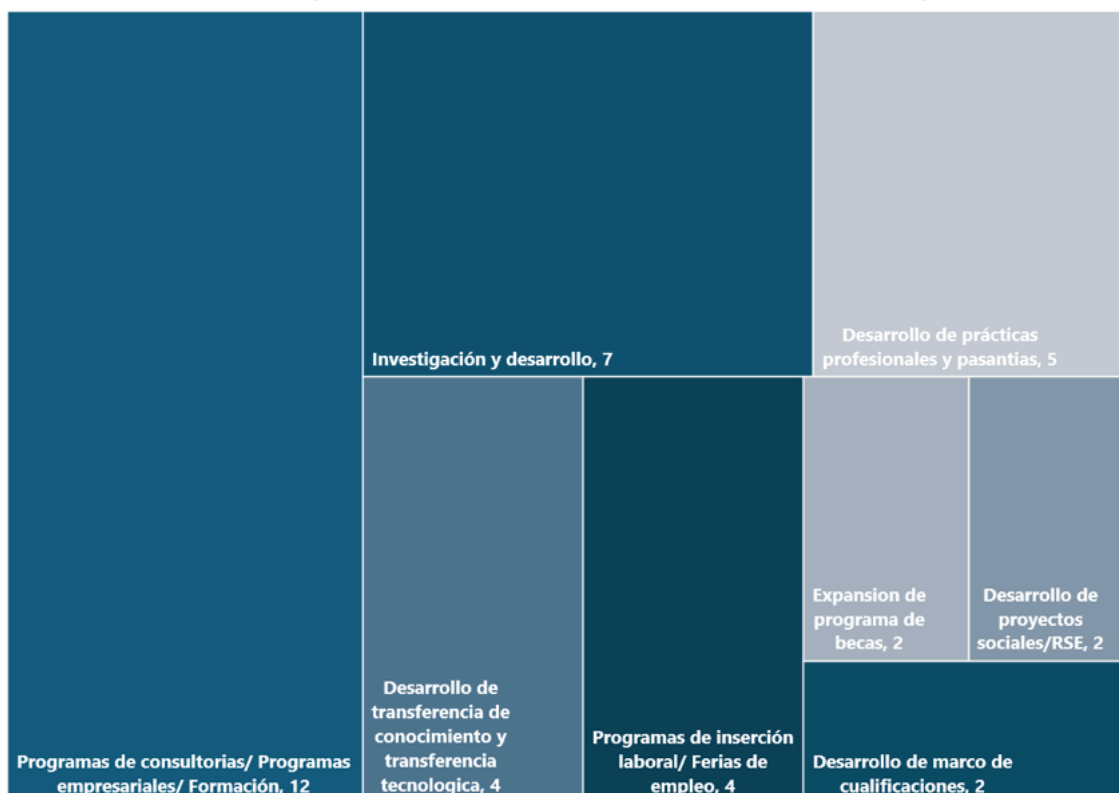 Programas de consultorias/ Programas
empresariales/ Formación, 12
Investigación y desarrollo, 7
Desarrollo de prácticas
profesionales y pasantias, 5
Desarrollo de
transferencia de
conocimiento y
transferencia
tecnologica, 4
Programas de inserción
laboral/ Ferias de
empleo, 4
Expansion de
programa de
becas, 2
Desarrollo de
proyectos
sociales/RSE, 2
Desarrollo de marco de
cualificaciones, 2